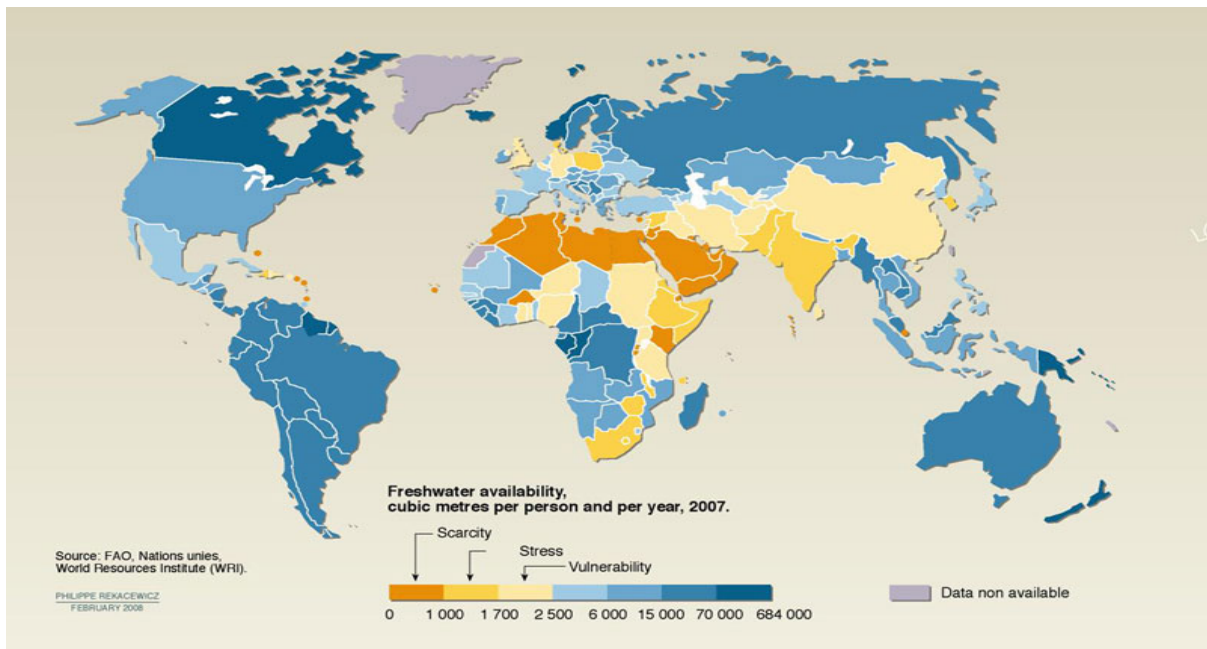 Freshwater availability,
cubic metres per person and per year, 2007.
Scarcity
Stress
Vulnerability
0 1 000 1 700 2 500 6 000 15 000 70 000 684 000
Data non available
Source: FAO, Nations unies,
World Resources Institute (WRI).
PHILIPPE REKACEWICZ
FEBRUARY 2008